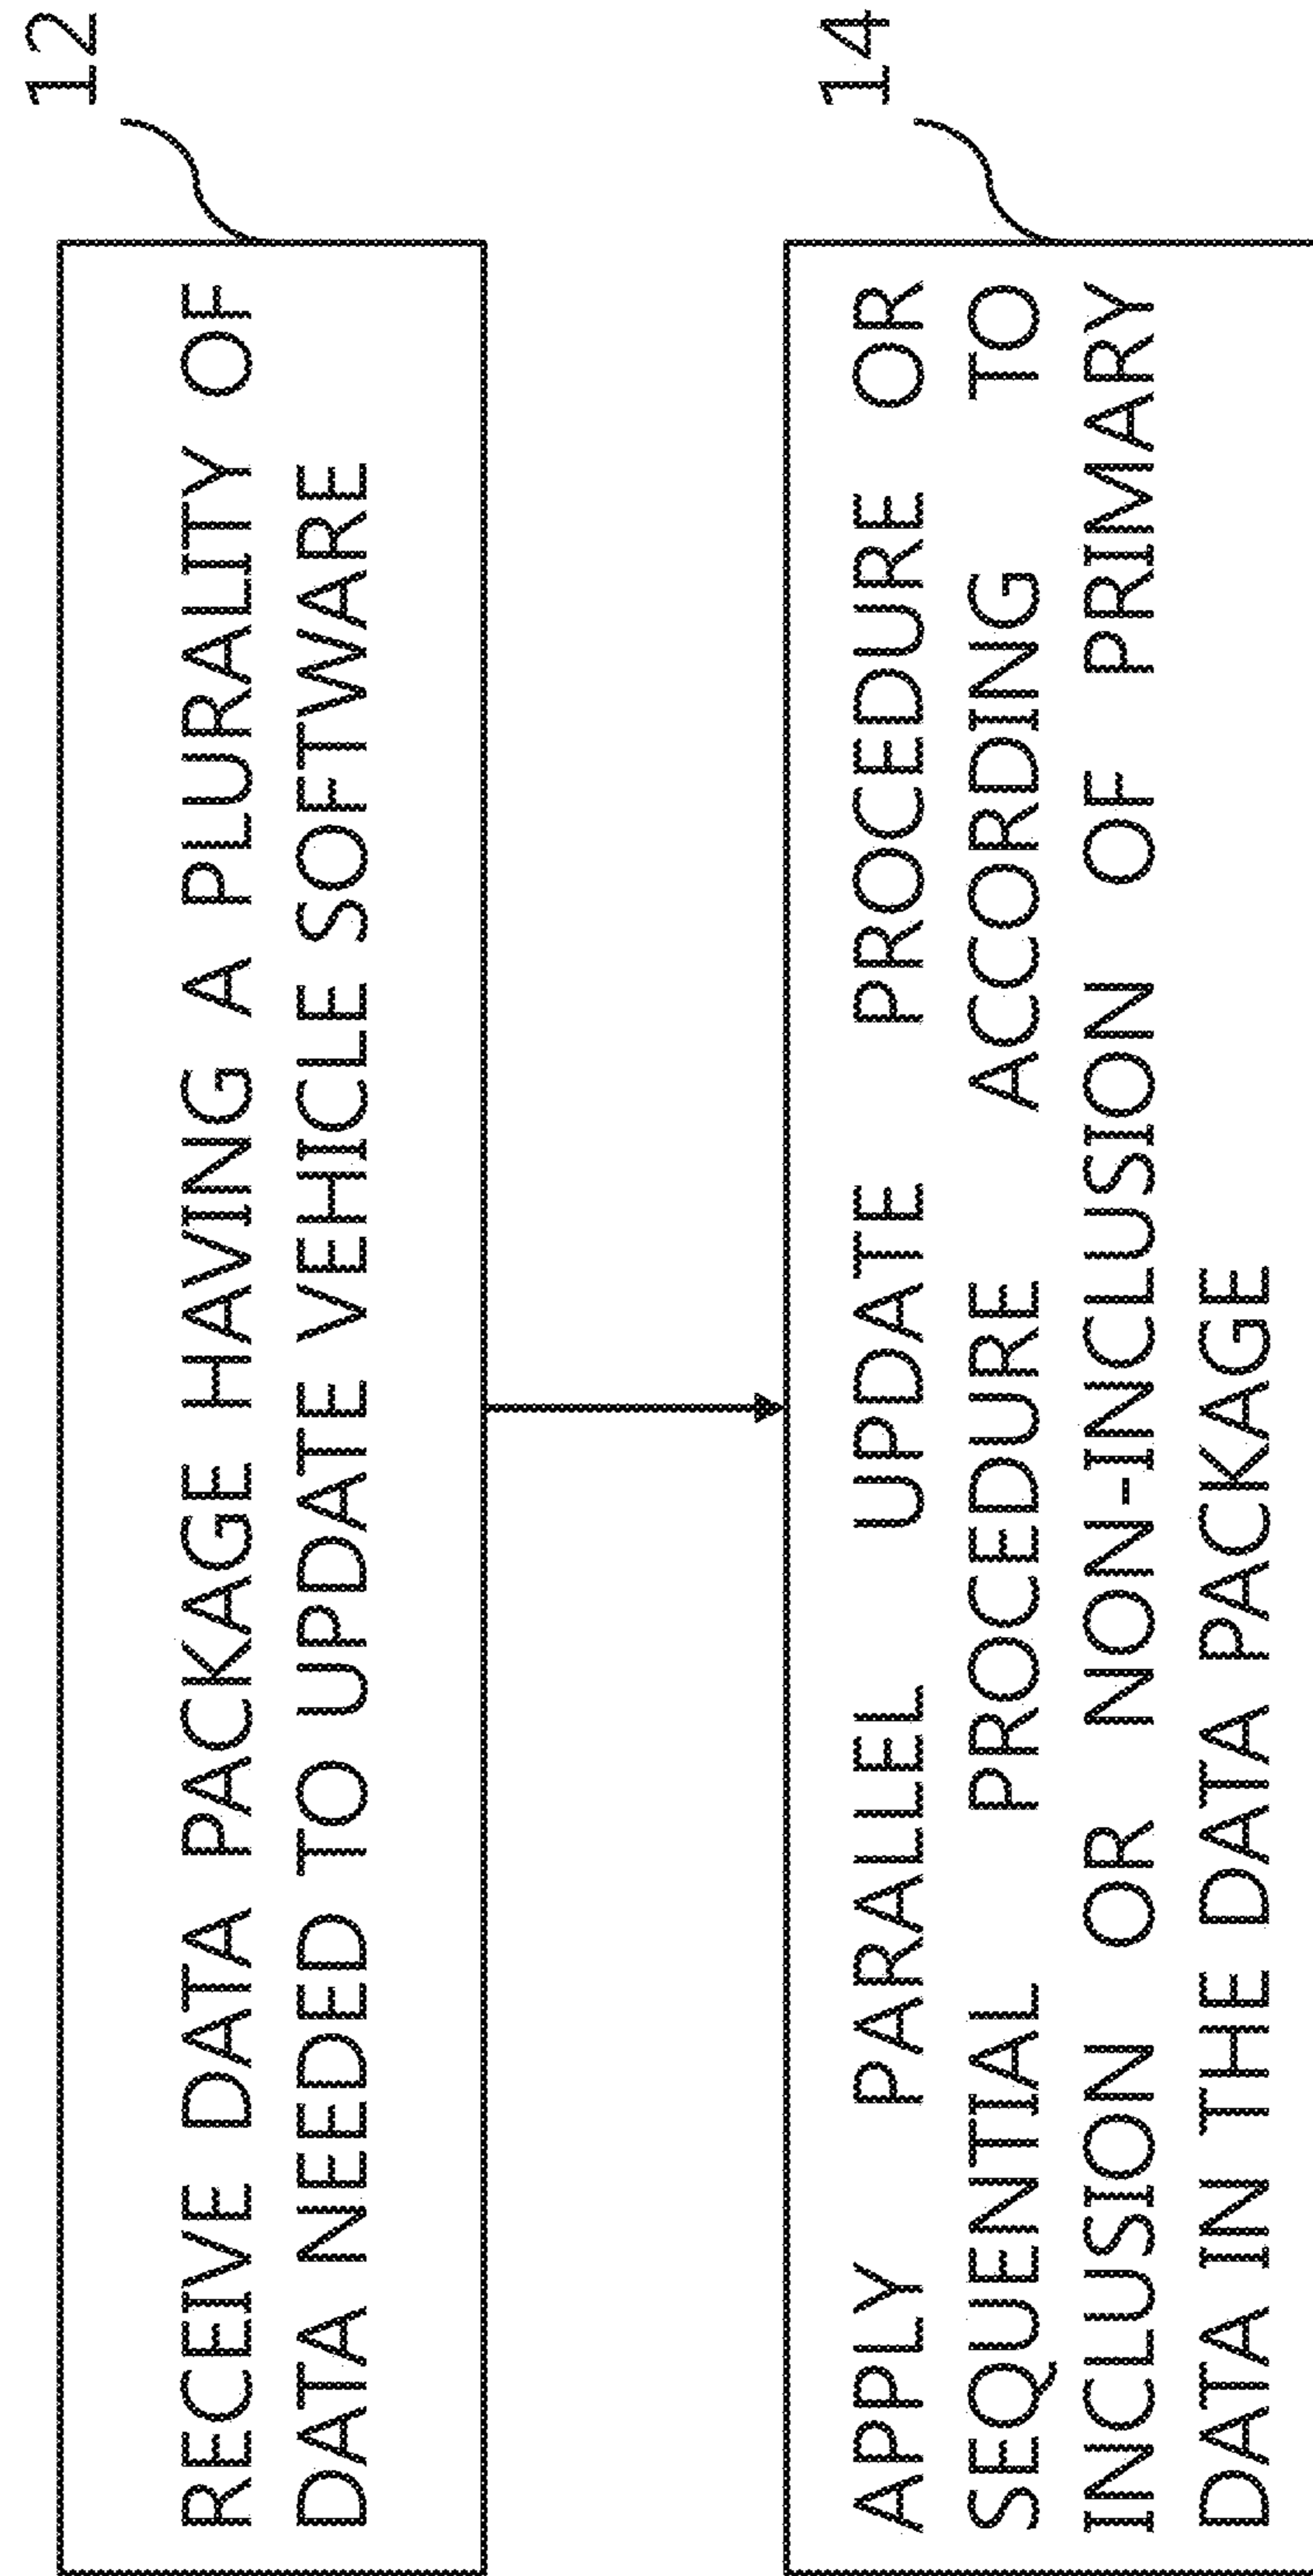 12
RECEIVE DATA PACKAGE HAVING A PLURALITY OF
DATA NEEDED TO UPDATE VEHICLE SOFTWARE
14
APPLY PARALLEL UPDATE PROCEDURE OR
SEQUENTIAL PROCEDURE ACCORDING TO
INCLUSION OR NON-INCLUSION OF PRIMARY
DATA IN THE DATA PACKAGE